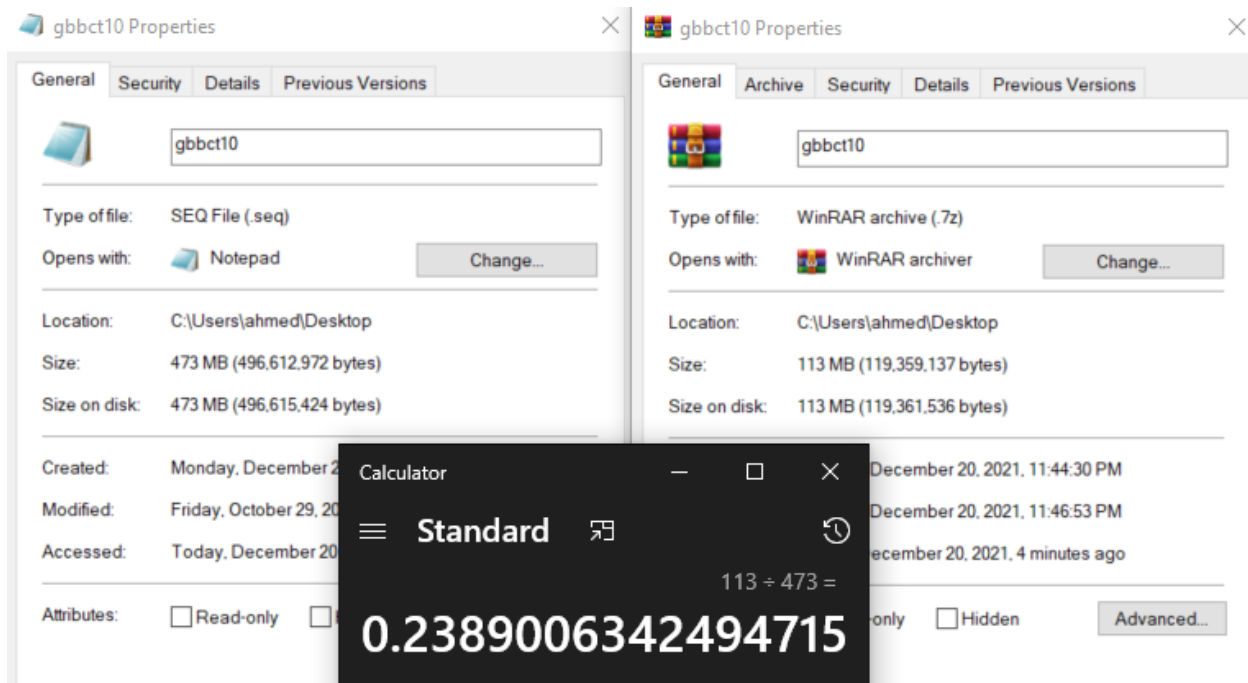 gbbct10 Properties
General Security Details Previous Versions
gbbct10
Type of file: SEQ File (.seq)
Opens with: Notepad Change...
Location: C:\Users\ahmed\Desktop
Size: 473 MB (496,612,972 bytes)
Size on disk: 473 MB (496,615,424 bytes)
Created: Monday, December 2
Modified: Friday, October 29, 20
Accessed: Today, December 20
Attributes: Read-only
gbbct10 Properties
General Archive Security Details Previous Versions
gbbct10
Type of file: WinRAR archive (.7z)
Opens with: WinRAR archiver Change...
Location: C:\Users\ahmed\Desktop
Size: 113 MB (119,359,137 bytes)
Size on disk: 113 MB (119,361,536 bytes)
December 20, 2021, 11:44:30 PM
December 20, 2021, 11:46:53 PM
ecember 20, 2021, 4 minutes ago
-only Hidden Advanced...
Calculator
Standard
113 ÷ 473 =
0.2389006342494715